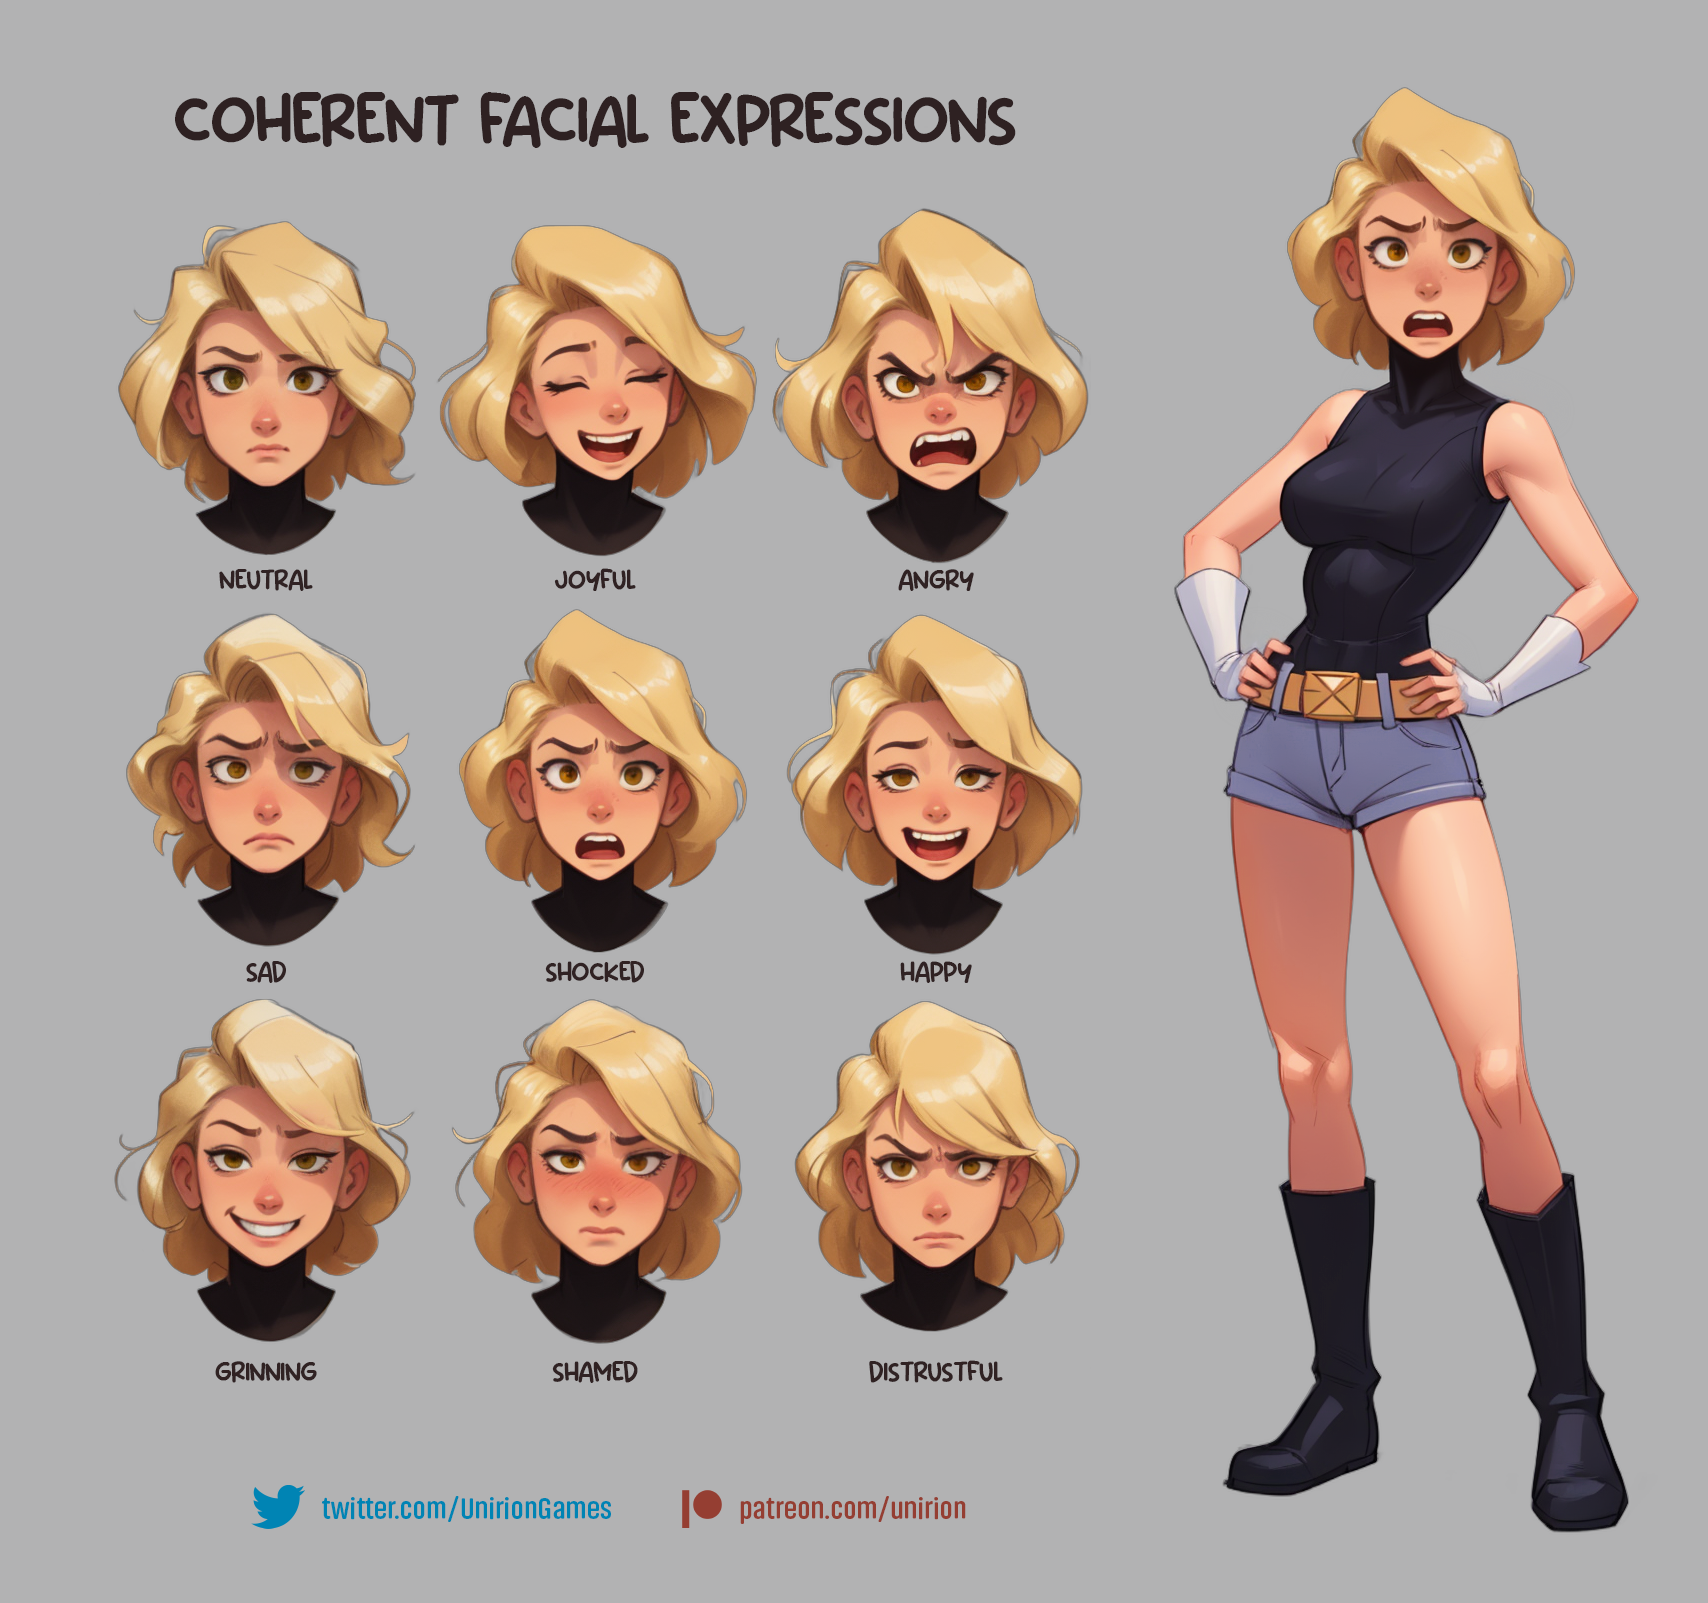 COHERENT FACIAL EXPRESSIONS
NEUTRAL
JOYFUL
ANGRY
SAD
SHOCKED
HAPPY
GRINNING
SHAMED
DISTRUSTFUL
twitter.com/UnirionGames
patreon.com/unirion